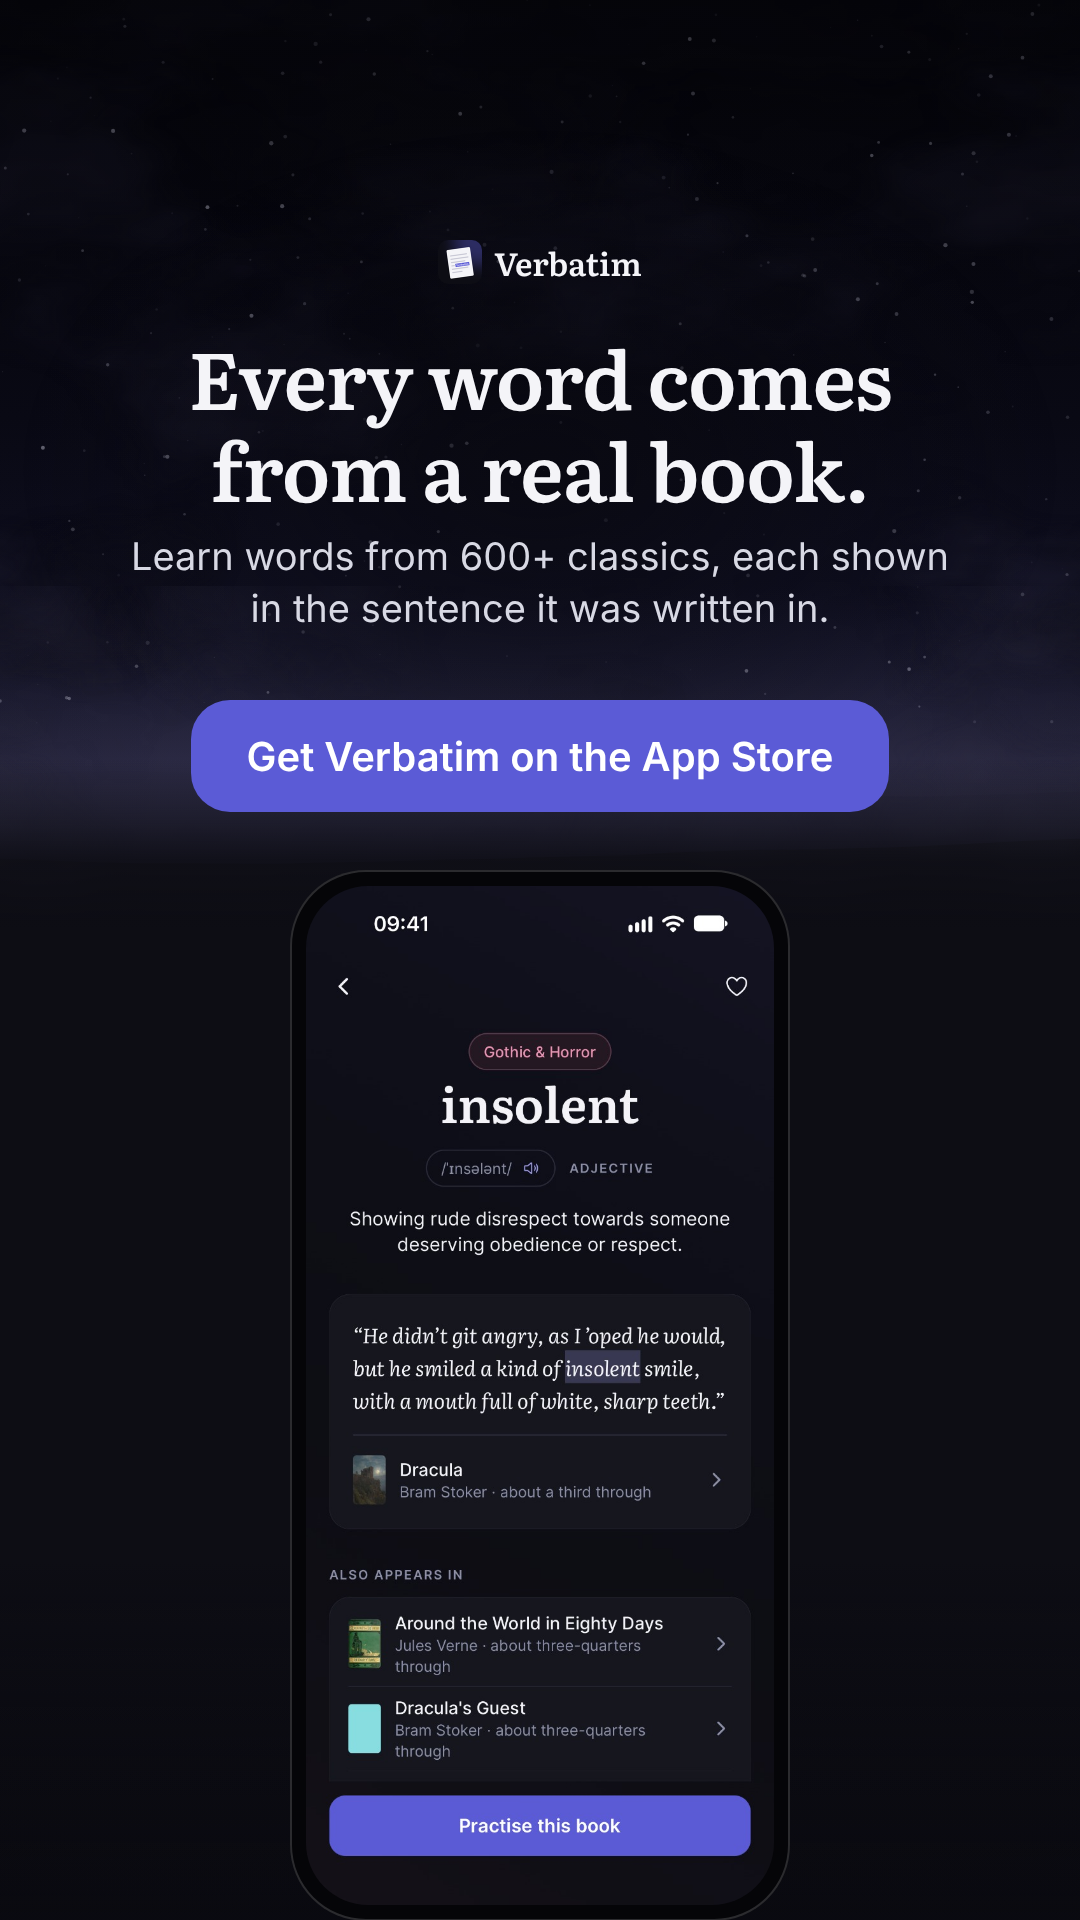 Verbatim
Every word comes
from a real book.
Learn words from 600+ classics, each shown
in the sentence it was written in.
Get Verbatim on the App Store
09:41
Gothic & Horror
insolent
/ˈɪnsələnt/ ADJECTIVE
Showing rude disrespect towards someone
deserving obedience or respect.
“He didn’t git angry, as I ’oped he would,
but he smiled a kind of insolent smile,
with a mouth full of white, sharp teeth.”
Dracula
Bram Stoker · about a third through
ALSO APPEARS IN
Around the World in Eighty Days
Jules Verne · about three-quarters
through
Dracula's Guest
Bram Stoker · about three-quarters
through
Practise this book